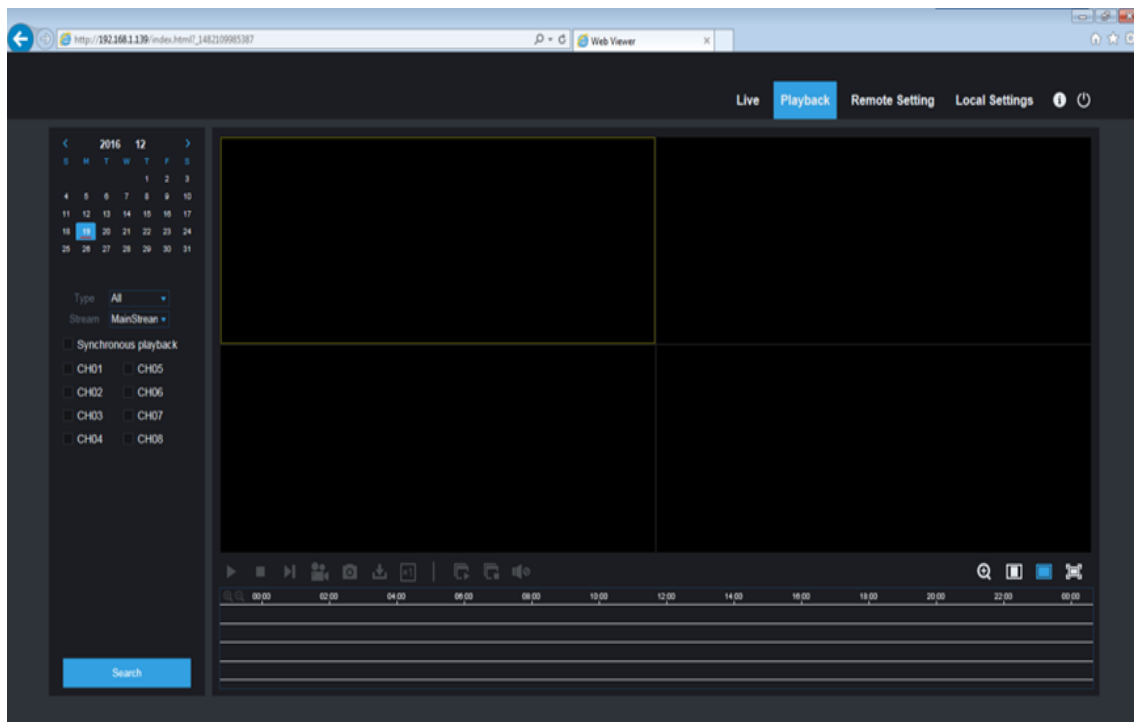 http://192.168.1.139/index.html?_1482109985387
Web Viewer
Live Playback Remote Setting Local Settings
2016 12
S M T W T F S
1 2 3
4 5 6 7 8 9 10
11 12 13 14 15 16 17
18 19 20 21 22 23 24
25 26 27 28 29 30 31
Type All
Stream MainStream
Synchronous playback
CH01 CH05
CH02 CH06
CH03 CH07
CH04 CH08
x1
00:00 02:00 04:00 06:00 08:00 10:00 12:00 14:00 16:00 18:00 20:00 22:00 00:00
Search